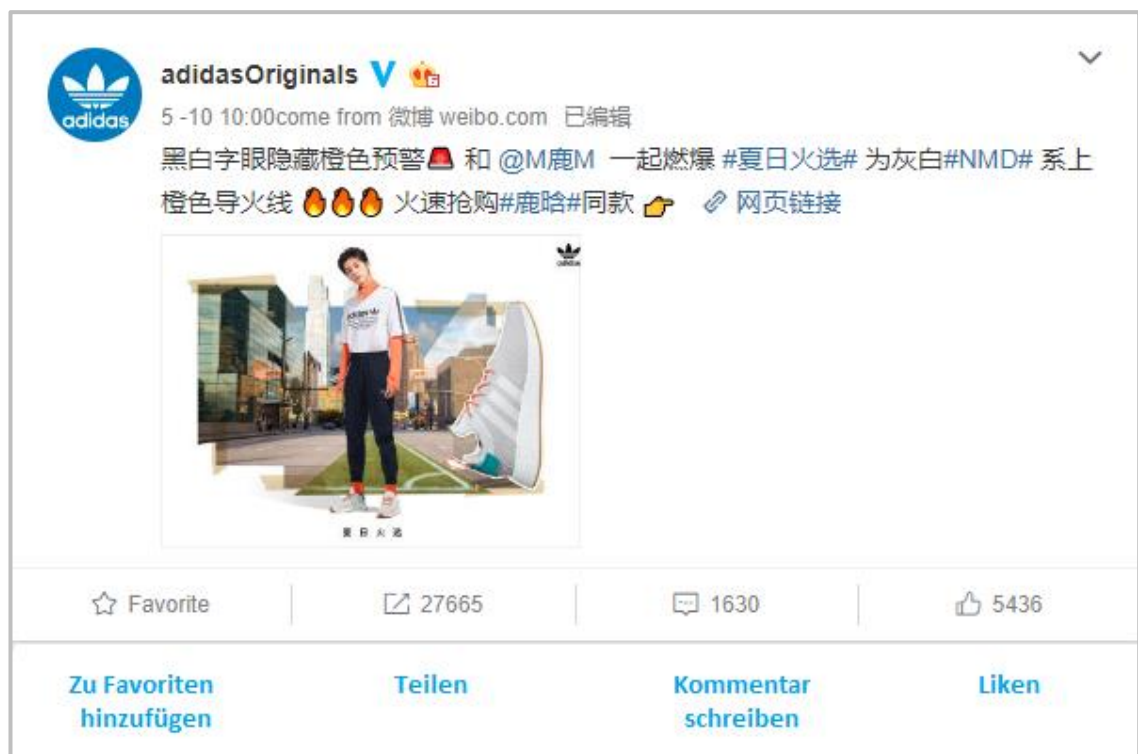 adidasOriginals
adidas
5 -10 10:00come from 微博 weibo.com 已编辑
黑白字眼隐藏橙色预警 和 @M鹿M 一起燃爆 #夏日火选# 为灰白#NMD# 系上
橙色导火线 火速抢购#鹿晗#同款 网页链接
adidas
夏日火选
Favorite 27665 1630 5436
Zu Favoriten Teilen Kommentar Liken
hinzufügen schreiben